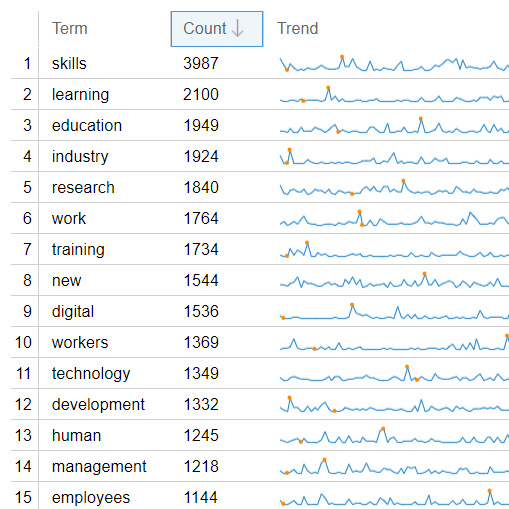 Term Count Trend
1 skills 3987
2 learning 2100
3 education 1949
4 industry 1924
5 research 1840
6 work 1764
7 training 1734
8 new 1544
9 digital 1536
10 workers 1369
11 technology 1349
12 development 1332
13 human 1245
14 management 1218
15 employees 1144